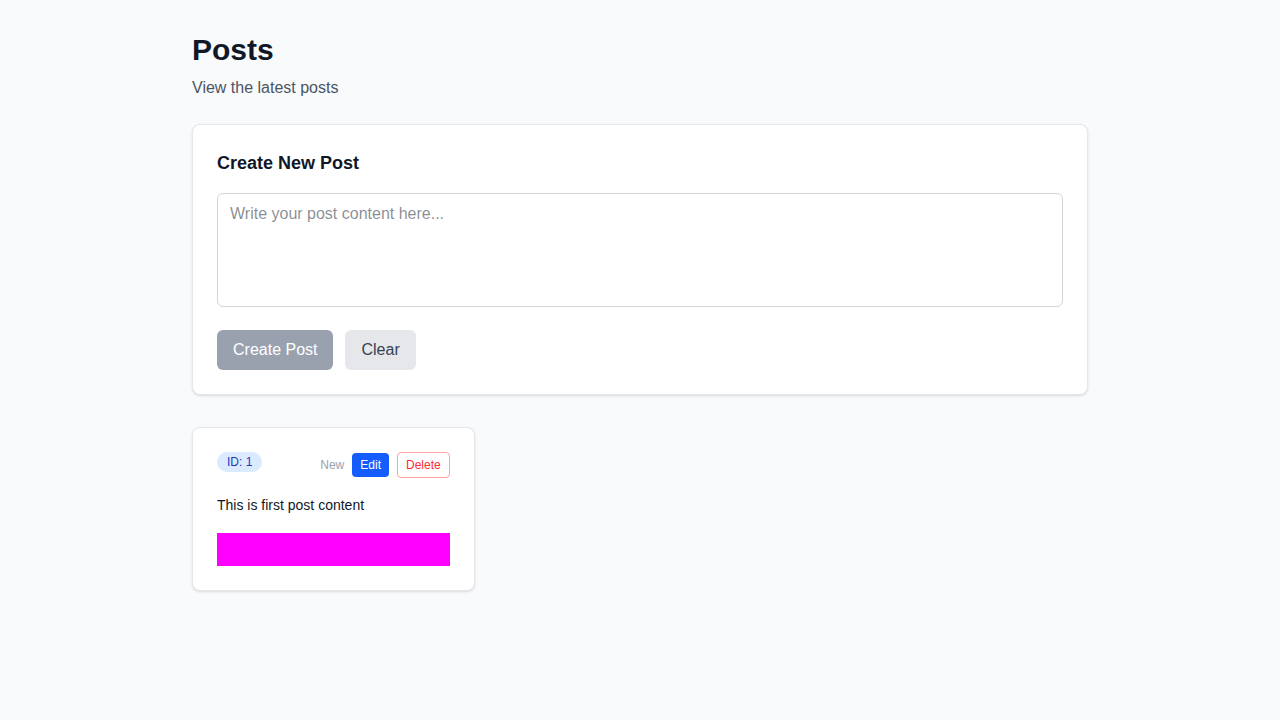 Posts
View the latest posts
Create New Post
Write your post content here...
Create Post Clear
ID: 1 New Edit Delete
This is first post content